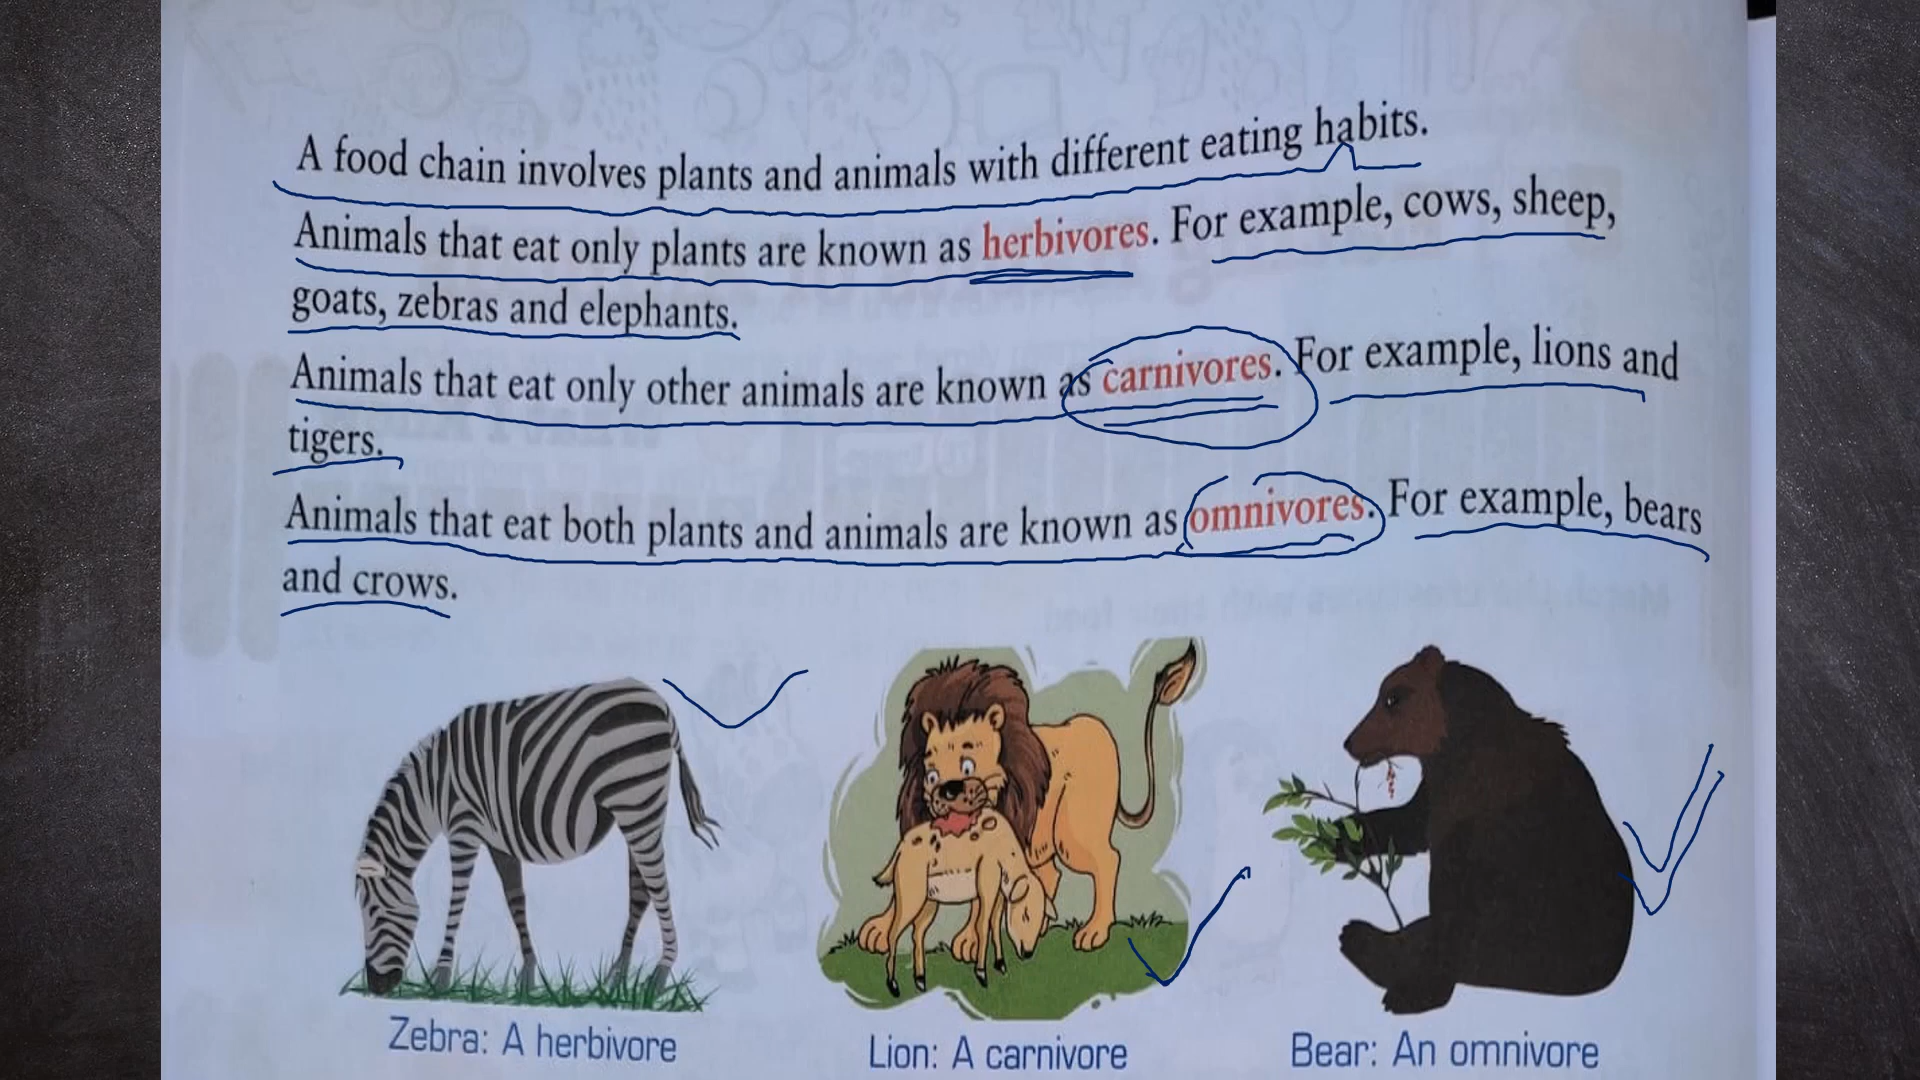 A food chain involves plants and animals with different eating habits.
Animals that eat only plants are known as herbivores. For example, cows, sheep,
goats, zebras and elephants.
Animals that eat only other animals are known as carnivores. For example, lions and
tigers.
Animals that eat both plants and animals are known as omnivores. For example, bears
and crows.
Zebra: A herbivore
Lion: A carnivore
Bear: An omnivore